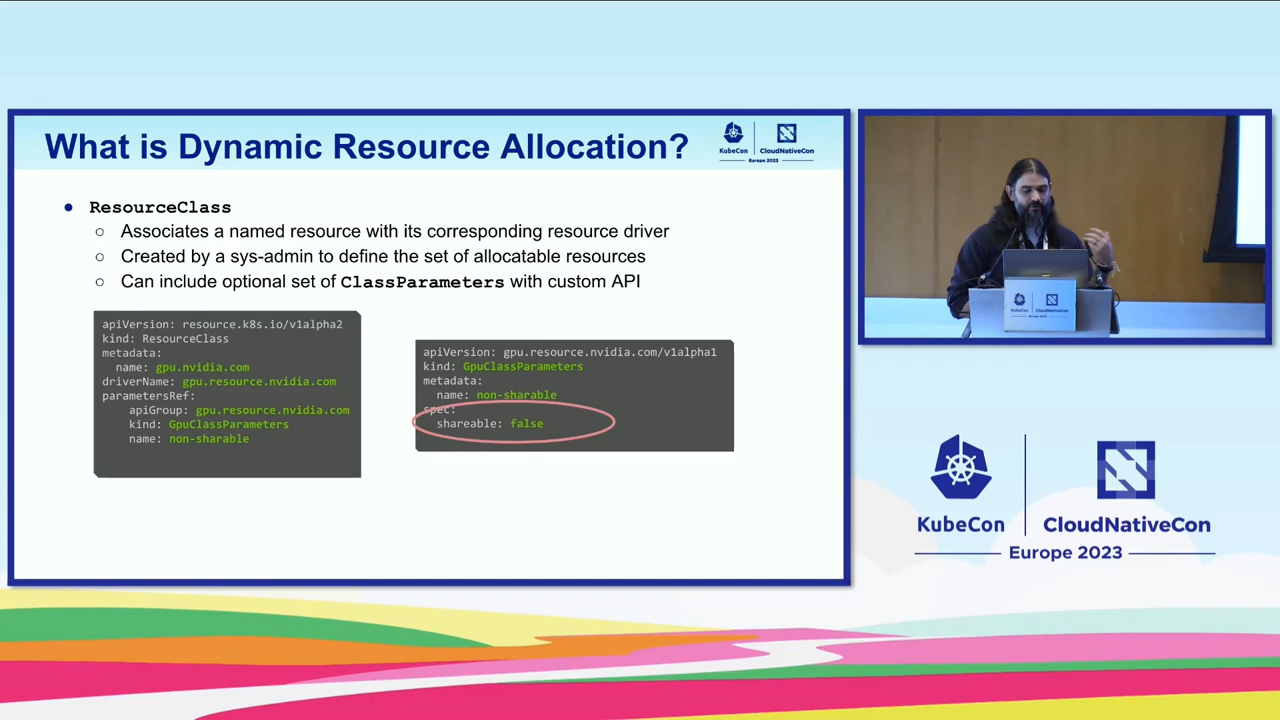 What is Dynamic Resource Allocation?
KubeCon
CloudNativeCon
Europe 2023
● ResourceClass
○ Associates a named resource with its corresponding resource driver
○ Created by a sys-admin to define the set of allocatable resources
○ Can include optional set of ClassParameters with custom API
apiVersion: resource.k8s.io/v1alpha2
kind: ResourceClass
metadata:
name: gpu.nvidia.com
driverName: gpu.resource.nvidia.com
parametersRef:
apiGroup: gpu.resource.nvidia.com
kind: GpuClassParameters
name: non-sharable
apiVersion: gpu.resource.nvidia.com/v1alpha1
kind: GpuClassParameters
metadata:
name: non-sharable
spec:
shareable: false
KubeCon
CloudNativeCon
Europe 2023
KubeCon
CloudNativeCon
Europe 2023